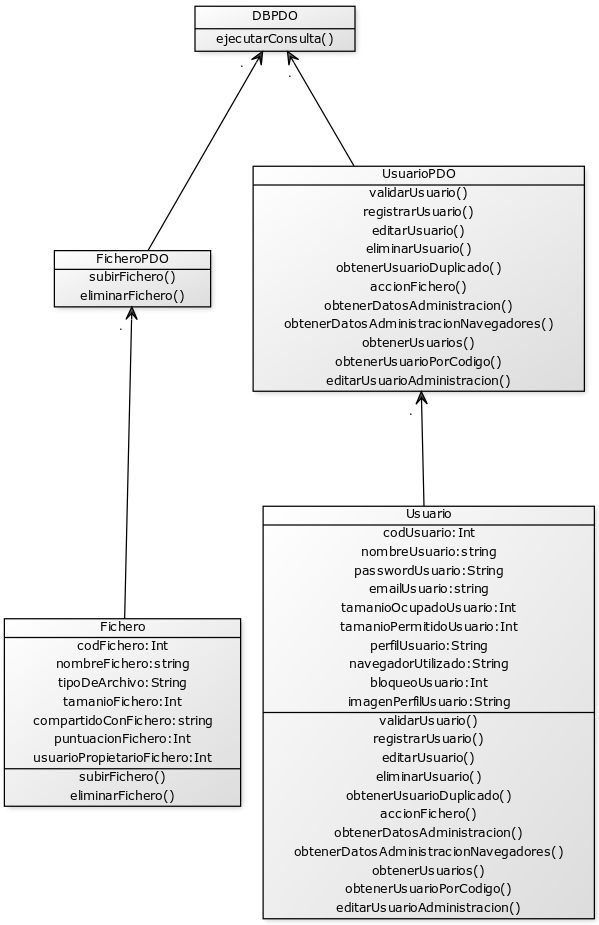 DBPDO
ejecutarConsulta()
UsuarioPDO
validarUsuario()
registrarUsuario()
editarUsuario()
eliminarUsuario()
obtenerUsuarioDuplicado()
accionFichero()
obtenerDatosAdministracion()
obtenerDatosAdministracionNavegadores()
obtenerUsuarios()
obtenerUsuarioPorCodigo()
editarUsuarioAdministracion()
FicheroPDO
subirFichero()
eliminarFichero()
Usuario
codUsuario:Int
nombreUsuario:string
passwordUsuario:String
emailUsuario:string
tamanioOcupadoUsuario:Int
tamanioPermitidoUsuario:Int
perfilUsuario:String
navegadorUtilizado:String
bloqueoUsuario:Int
imagenPerfilUsuario:String
validarUsuario()
registrarUsuario()
editarUsuario()
eliminarUsuario()
obtenerUsuarioDuplicado()
accionFichero()
obtenerDatosAdministracion()
obtenerDatosAdministracionNavegadores()
obtenerUsuarios()
obtenerUsuarioPorCodigo()
editarUsuarioAdministracion()
Fichero
codFichero:Int
nombreFichero:string
tipoDeArchivo:String
tamanioFichero:Int
compartidoConFichero:string
puntuacionFichero:Int
usuarioPropietarioFichero:Int
subirFichero()
eliminarFichero()